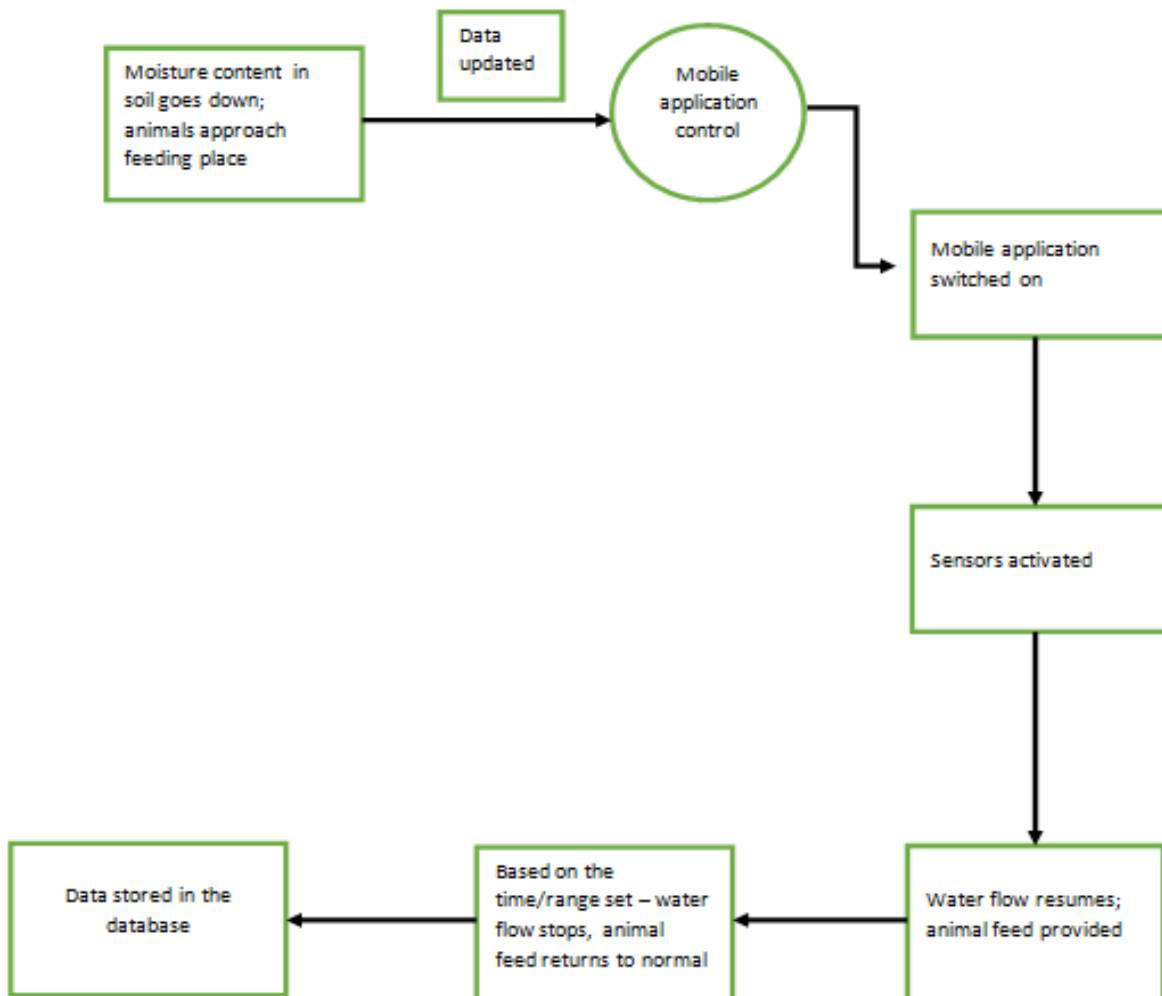 Moisture content in
soil goes down;
animals approach
feeding place
Data
updated
Mobile
application
control
Mobile application
switched on
Sensors activated
Water flow resumes;
animal feed provided
Based on the
time/range set – water
flow stops, animal
feed returns to normal
Data stored in the
database